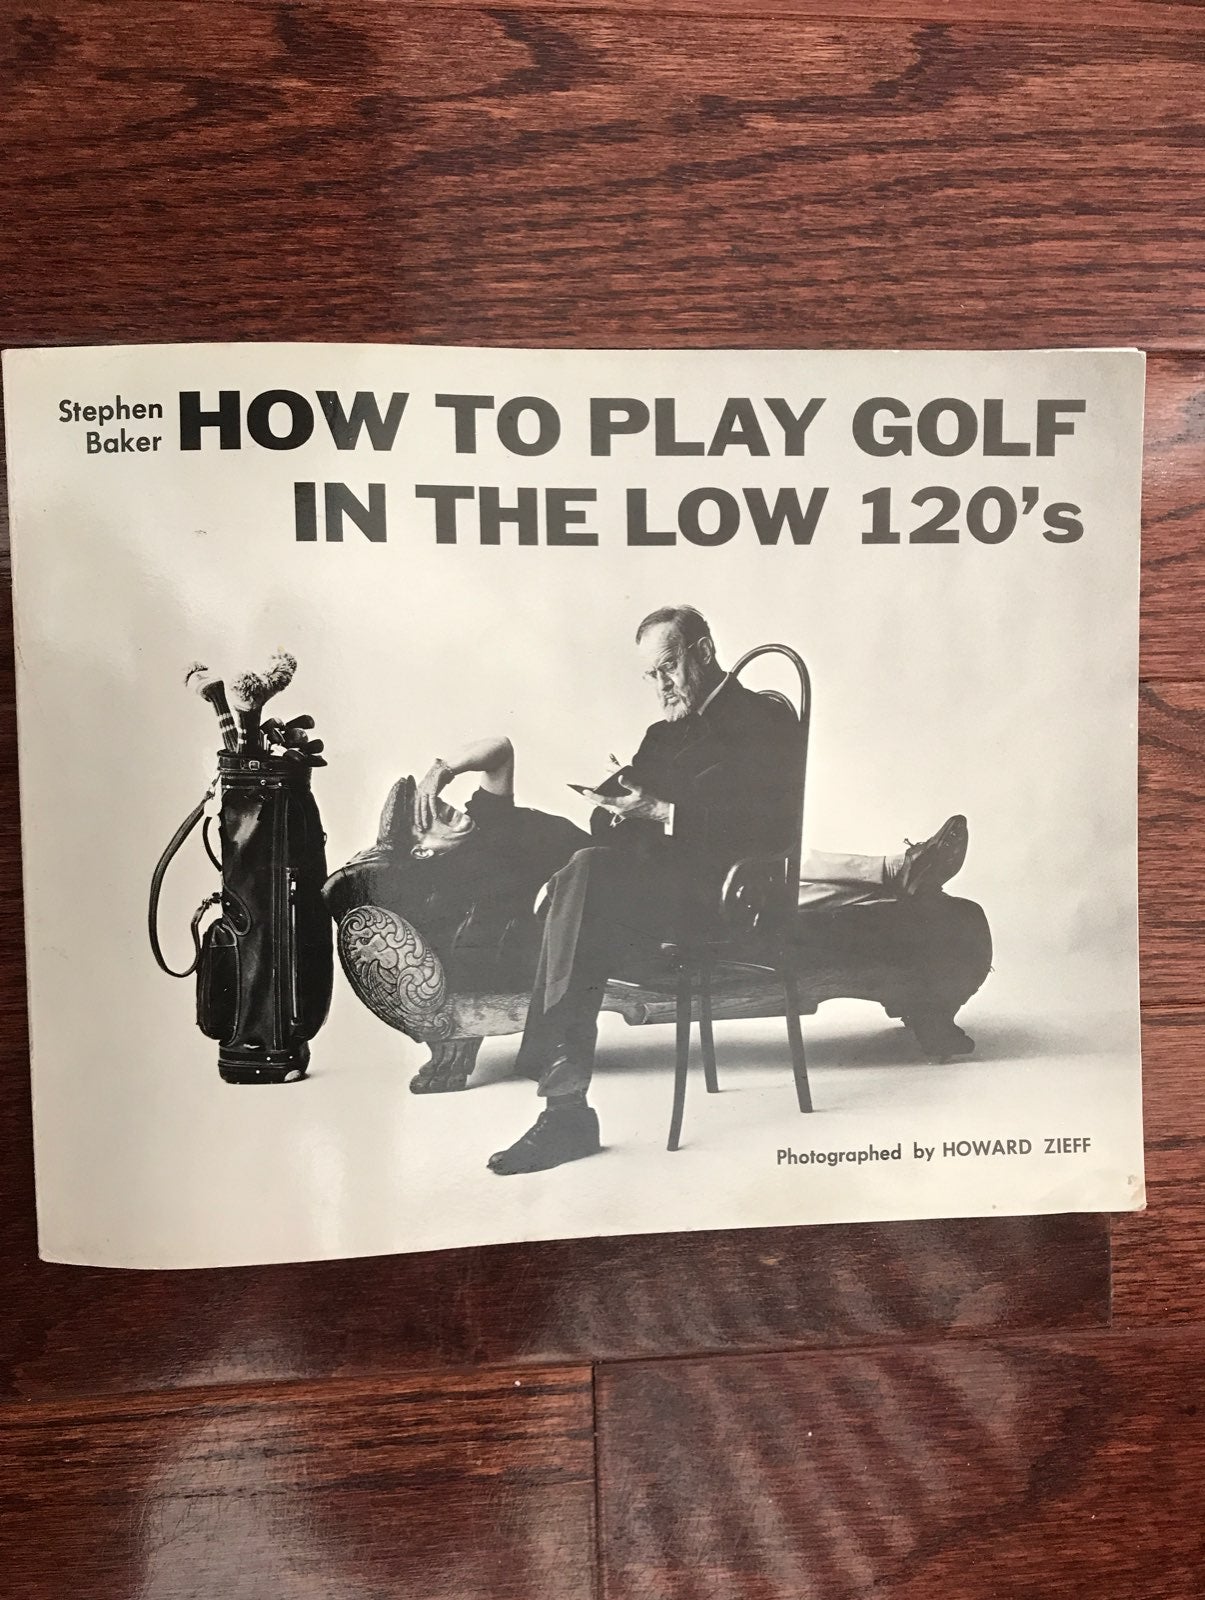 Stephen
Baker
HOW TO PLAY GOLF
IN THE LOW 120's
Photographed by HOWARD ZIEFF